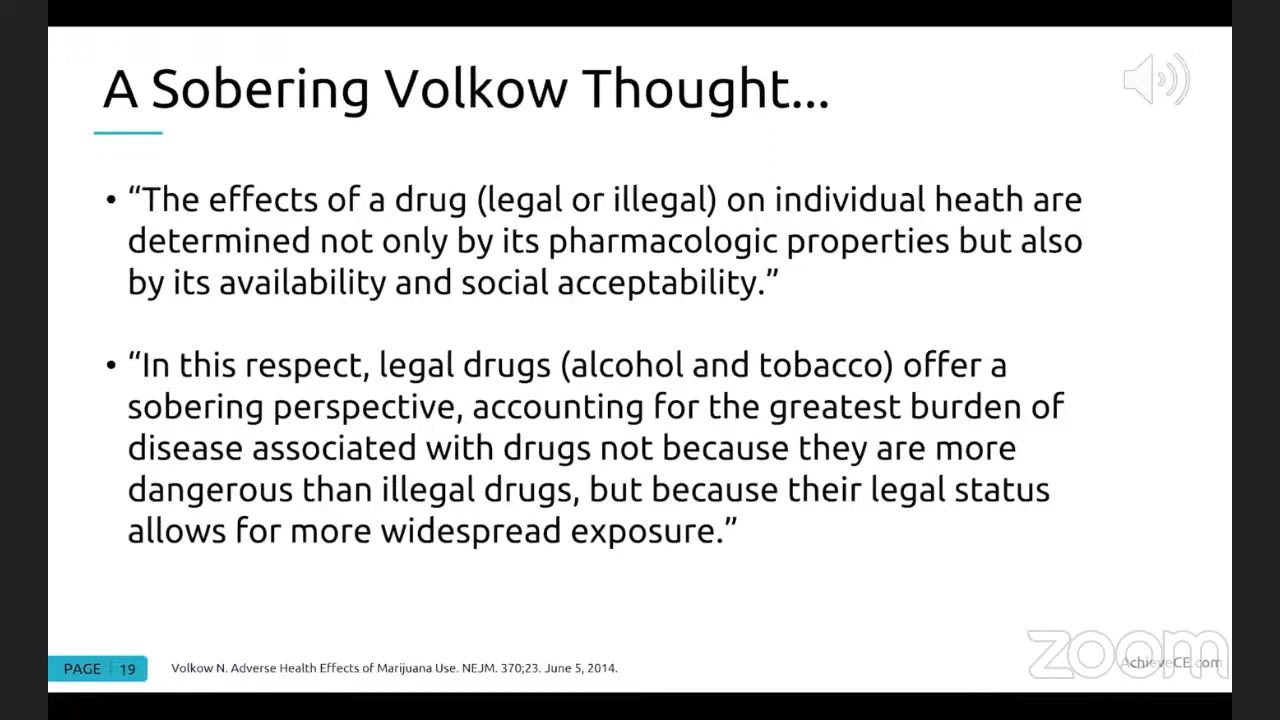 A Sobering Volkow Thought...
• “The effects of a drug (legal or illegal) on individual heath are
determined not only by its pharmacologic properties but also
by its availability and social acceptability.”
• “In this respect, legal drugs (alcohol and tobacco) offer a
sobering perspective, accounting for the greatest burden of
disease associated with drugs not because they are more
dangerous than illegal drugs, but because their legal status
allows for more widespread exposure.”
PAGE | 19
Volkow N. Adverse Health Effects of Marijuana Use. NEJM. 370;23. June 5, 2014.
AchieveCE.com
zoom